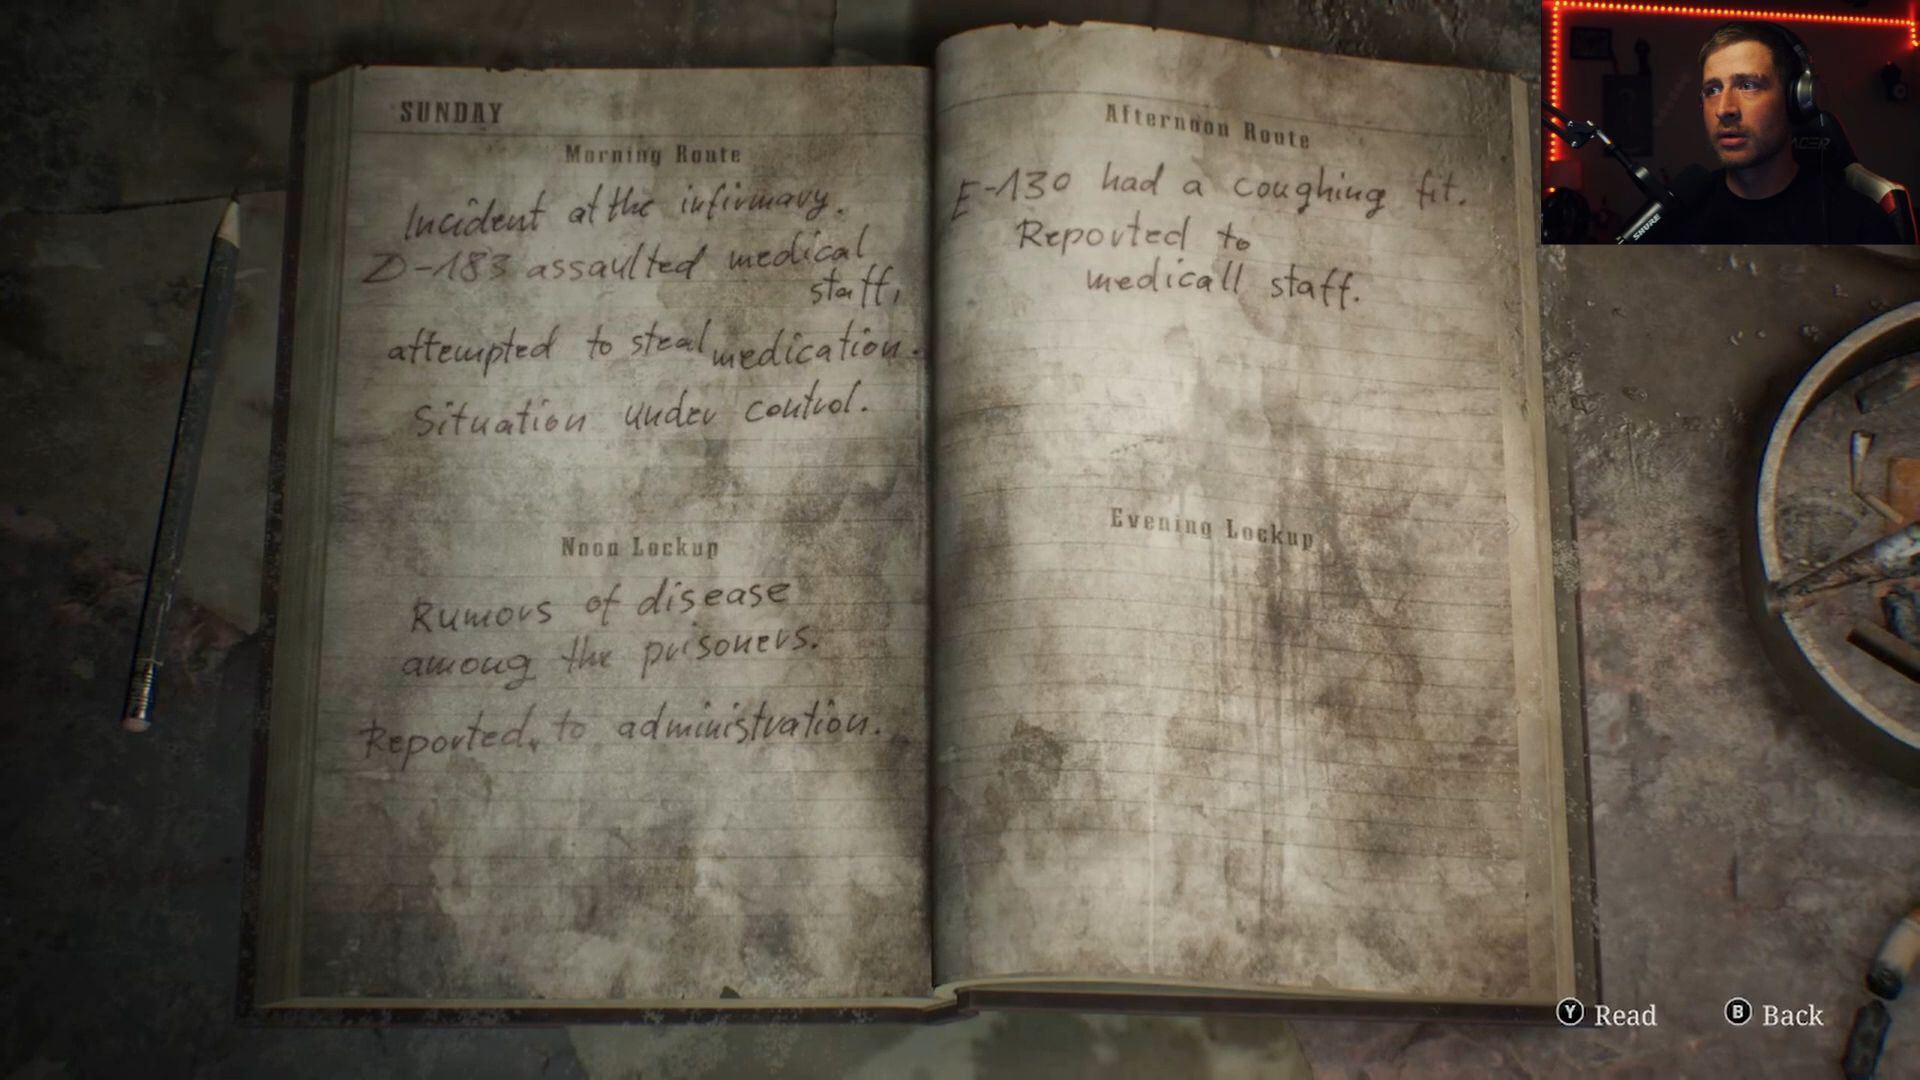 SUNDAY
Morning Route
Incident at the infirmary.
D-183 assaulted medical
staff,
attempted to steal medication.
Situation under control.
Noon Lockup
Rumors of disease
among the prisoners.
Reported to administration.
Afternoon Route
E-130 had a coughing fit.
Reported to
medicall staff.
Evening Lockup
ACER
SHURE
Y Read
B Back